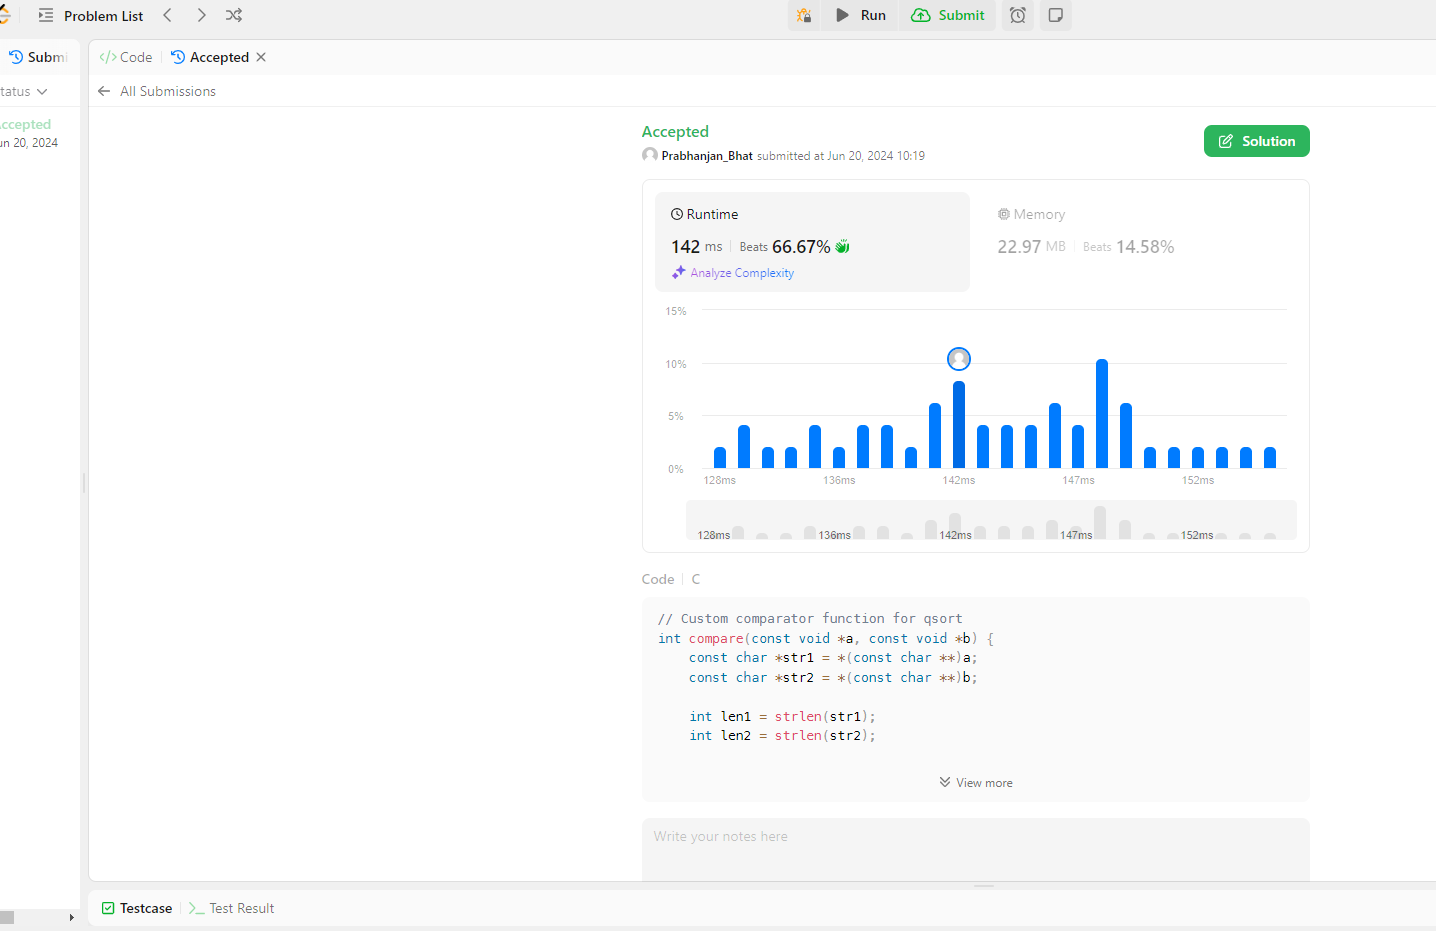 Problem List
Run
Submit
Subm
Code
Accepted
tatus
All Submissions
ccepted
un 20, 2024
Accepted
Prabhanjan_Bhat submitted at Jun 20, 2024 10:19
Solution
Runtime
142 ms | Beats 66.67%
Analyze Complexity
Memory
22.97 MB | Beats 14.58%
15%
10%
5%
0%
128ms 136ms 142ms 147ms 152ms
128ms 136ms 142ms 147ms 152ms
Code | C
// Custom comparator function for qsort
int compare(const void *a, const void *b) {
    const char *str1 = *(const char **)a;
    const char *str2 = *(const char **)b;
    int len1 = strlen(str1);
    int len2 = strlen(str2);
View more
Write your notes here
Testcase
Test Result